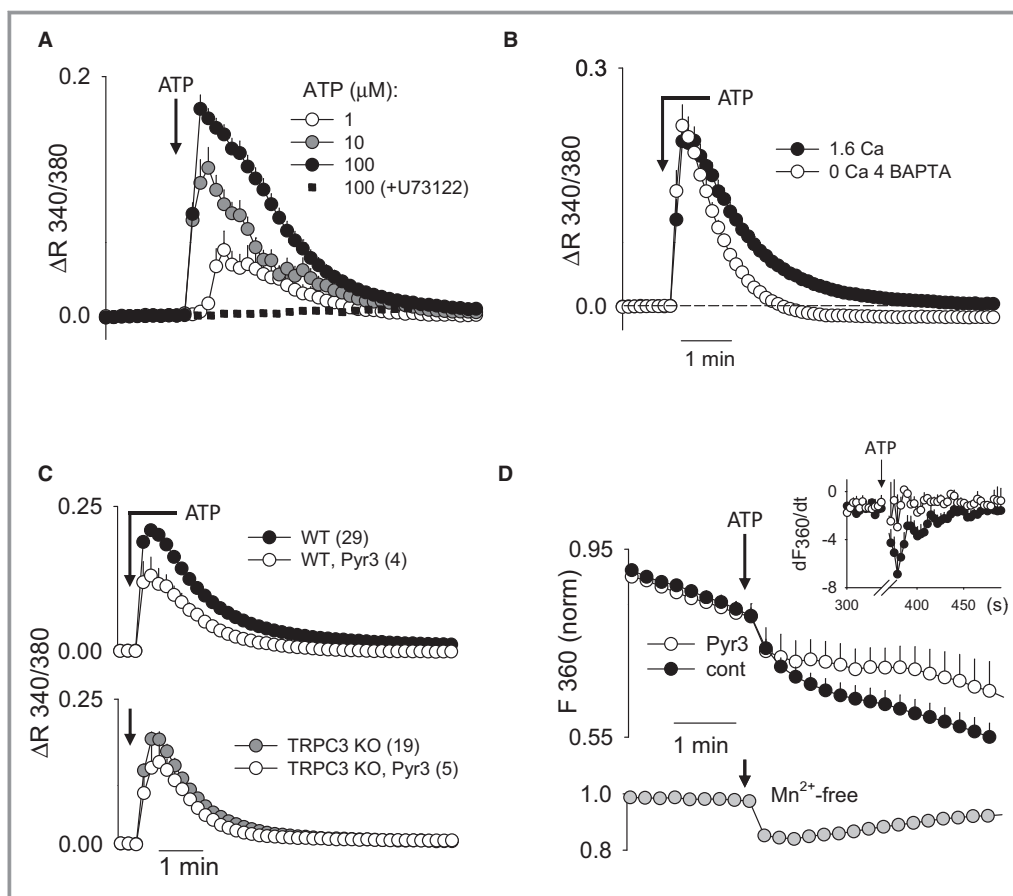 A
0.2
ATP
ATP (μM):
1
10
100
100 (+U73122)
ΔR 340/380
0.0
B
0.3
ATP
1.6 Ca
0 Ca 4 BAPTA
ΔR 340/380
0.0
1 min
C
0.25
ATP
WT (29)
WT, Pyr3 (4)
0.00
ΔR 340/380
0.25
TRPC3 KO (19)
TRPC3 KO, Pyr3 (5)
0.00
1 min
D
ATP
0
dF360/dt
-4
-8
300
400
450
(s)
ATP
0.95
F 360 (norm)
Pyr3
cont
1 min
0.55
Mn2+-free
1.0
0.8